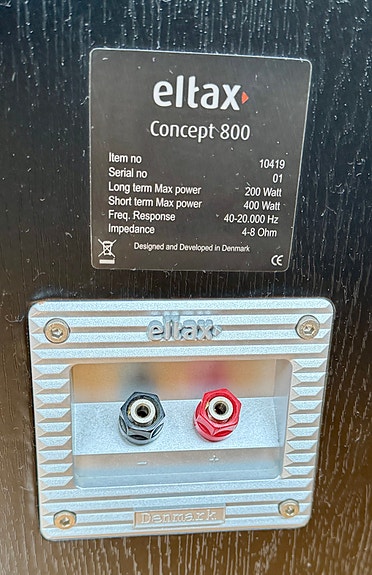 eltax
Concept 800
Item no 10419
Serial no 01
Long term Max power 200 Watt
Short term Max power 400 Watt
Freq. Response 40-20.000 Hz
Impedance 4-8 Ohm
Designed and Developed in Denmark
CE
eltax
- +
Denmark